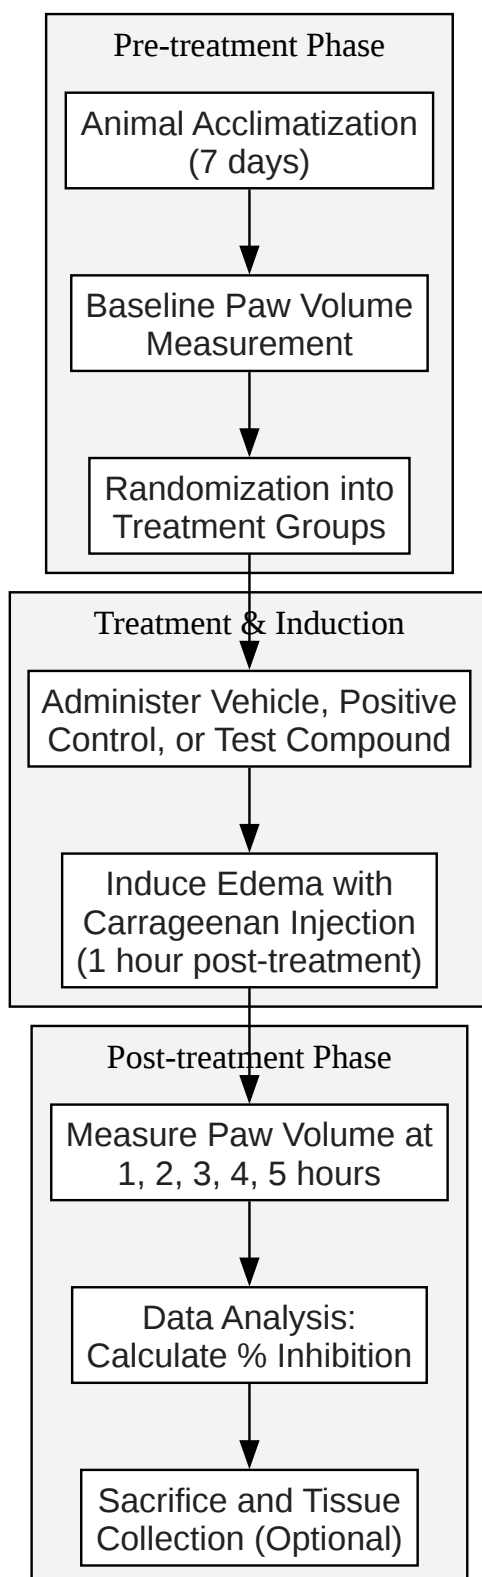 Pre-treatment Phase
Animal Acclimatization
(7 days)
Baseline Paw Volume
Measurement
Randomization into
Treatment Groups
Treatment & Induction
Administer Vehicle, Positive
Control, or Test Compound
Induce Edema with
Carrageenan Injection
(1 hour post-treatment)
Post-treatment Phase
Measure Paw Volume at
1, 2, 3, 4, 5 hours
Data Analysis:
Calculate % Inhibition
Sacrifice and Tissue
Collection (Optional)